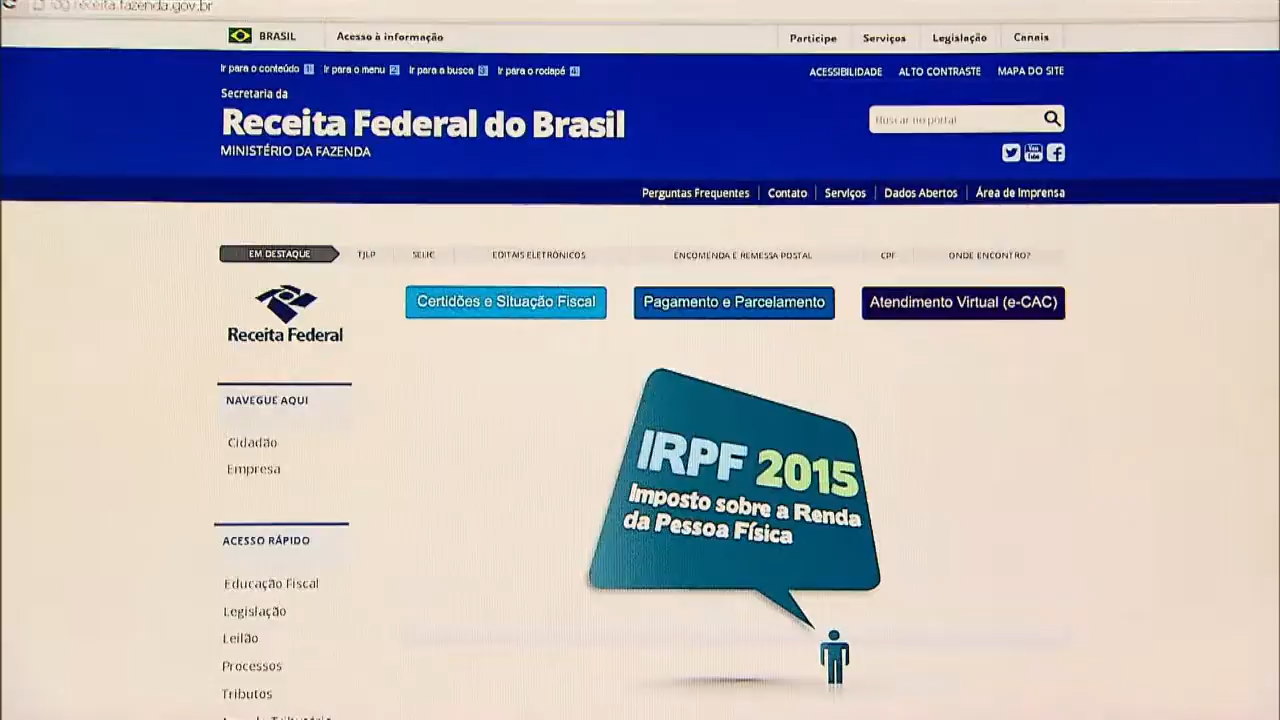 receita.fazenda.gov.br
BRASIL Acesso à informação Participe Serviços Legislação Canais
Ir para o conteúdo 1 Ir para o menu 2 Ir para a busca 3 Ir para o rodapé 4 ACESSIBILIDADE ALTO CONTRASTE MAPA DO SITE
Secretaria da
Receita Federal do Brasil
MINISTÉRIO DA FAZENDA
Buscar no portal
You Tube
Perguntas Frequentes Contato Serviços Dados Abertos Área de Imprensa
EM DESTAQUE TJLP SELIC EDITAIS ELETRÔNICOS ENCOMENDA E REMESSA POSTAL CPF ONDE ENCONTRO?
Receita Federal
Certidões e Situação Fiscal Pagamento e Parcelamento Atendimento Virtual (e-CAC)
NAVEGUE AQUI
Cidadão
Empresa
IRPF 2015
Imposto sobre a Renda
da Pessoa Física
ACESSO RÁPIDO
Educação Fiscal
Legislação
Leilão
Processos
Tributos